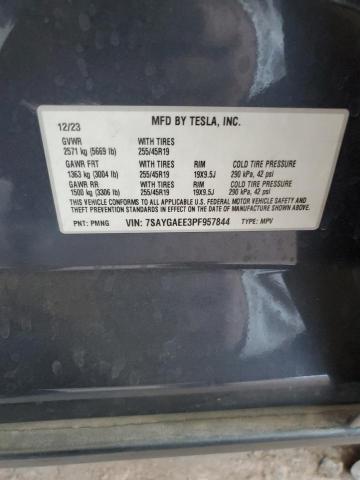 12/23 MFD BY TESLA, INC.
GVWR WITH TIRES
2571 kg (5669 lb) 255/45R19
GAWR FRT WITH TIRES RIM COLD TIRE PRESSURE
1363 kg (3004 lb) 255/45R19 19X9.5J 290 kPa, 42 psi
GAWR RR WITH TIRES RIM COLD TIRE PRESSURE
1500 kg (3306 lb) 255/45R19 19X9.5J 290 kPa, 42 psi
THIS VEHICLE CONFORMS TO ALL APPLICABLE U.S. FEDERAL MOTOR VEHICLE
SAFETY AND THEFT PREVENTION STANDARDS IN EFFECT ON THE DATE OF
MANUFACTURE SHOWN ABOVE.
PNT: PMNG VIN: 7SAYGAEE3PF957844 TYPE: MPV